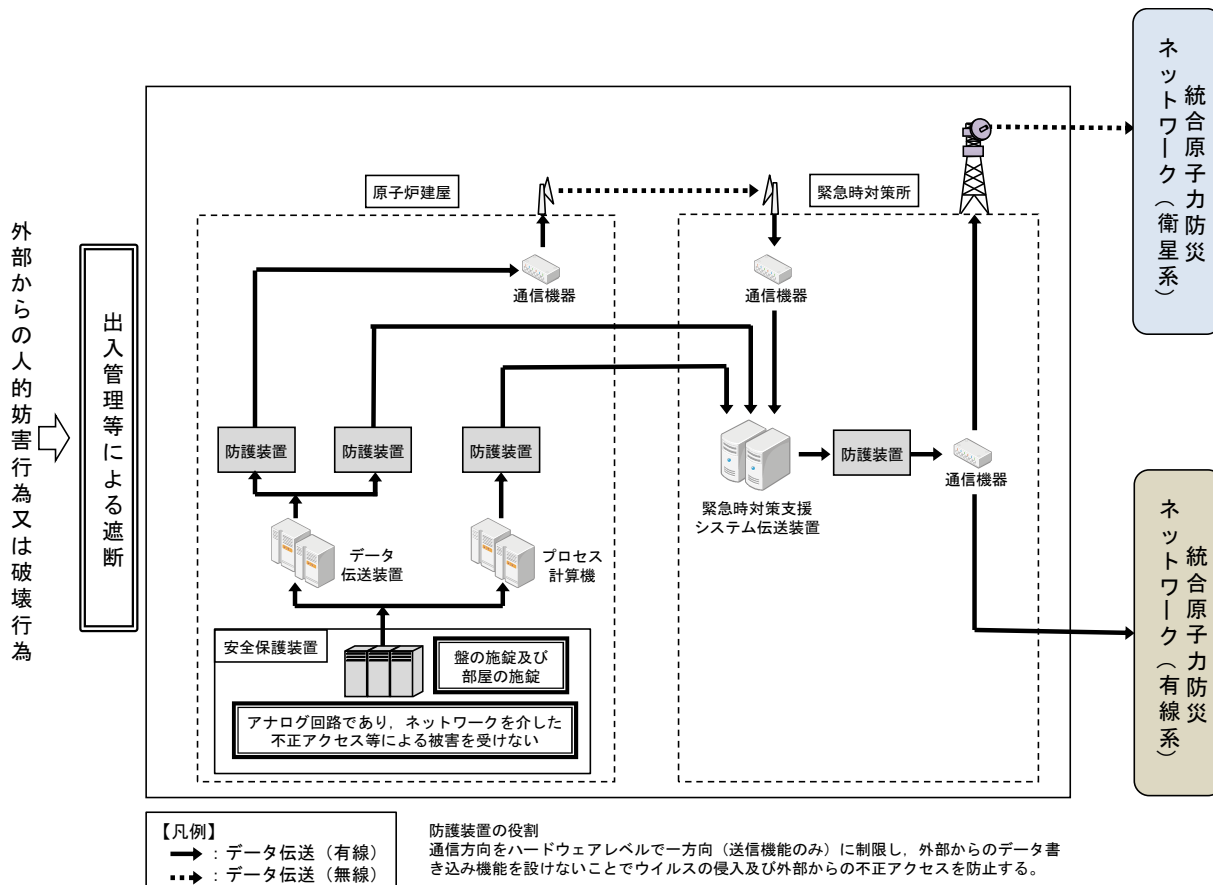 統合原子力防災
ネットワーク（衛星系）
原子炉建屋
緊急時対策所
外部からの人的妨害行為又は破壊行為
出入管理等による遮断
通信機器
通信機器
防護装置
防護装置
防護装置
防護装置
通信機器
緊急時対策支援
システム伝送装置
データ
伝送装置
プロセス
計算機
統合原子力防災
ネットワーク（有線系）
安全保護装置
盤の施錠及び
部屋の施錠
アナログ回路であり，ネットワークを介した
不正アクセス等による被害を受けない
【凡例】
：データ伝送（有線）
：データ伝送（無線）
防護装置の役割
通信方向をハードウェアレベルで一方向（送信機能のみ）に制限し，外部からのデータ書
き込み機能を設けないことでウイルスの侵入及び外部からの不正アクセスを防止する。